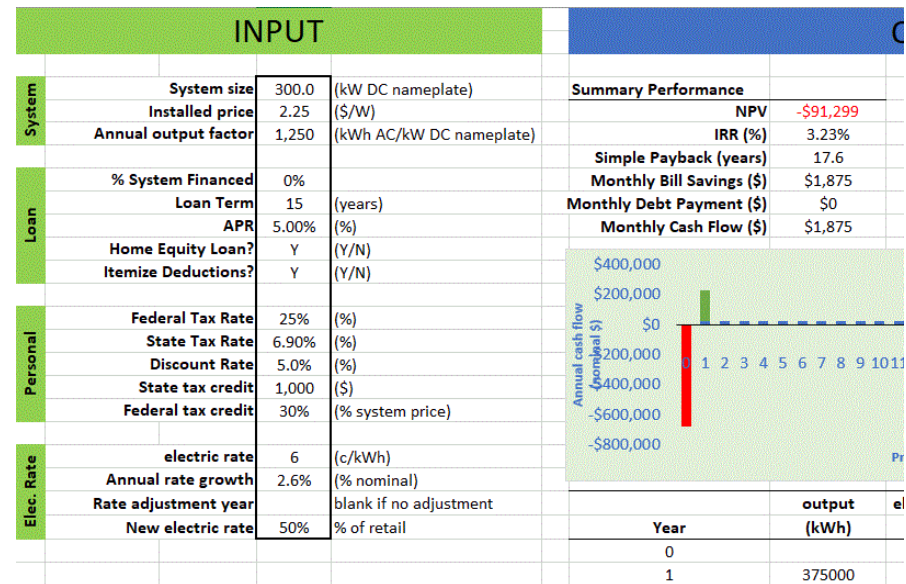 INPUT
System
System size 300.0 (kW DC nameplate)
Installed price 2.25 ($/W)
Annual output factor 1,250 (kWh AC/kW DC nameplate)
Loan
% System Financed 0%
Loan Term 15 (years)
APR 5.00% (%)
Home Equity Loan? Y (Y/N)
Itemize Deductions? Y (Y/N)
Personal
Federal Tax Rate 25% (%)
State Tax Rate 6.90% (%)
Discount Rate 5.0% (%)
State tax credit 1,000 ($)
Federal tax credit 30% (% system price)
Elec. Rate
electric rate 6 (c/kWh)
Annual rate growth 2.6% (% nominal)
Rate adjustment year blank if no adjustment
New electric rate 50% % of retail
Summary Performance
NPV -$91,299
IRR (%) 3.23%
Simple Payback (years) 17.6
Monthly Bill Savings ($) $1,875
Monthly Debt Payment ($) $0
Monthly Cash Flow ($) $1,875
Annual cash flow
(nominal $)
$400,000
$200,000
$0
-$200,000
-$400,000
-$600,000
-$800,000
0 1 2 3 4 5 6 7 8 9 10 11
output
Year (kWh)
0
1 375000